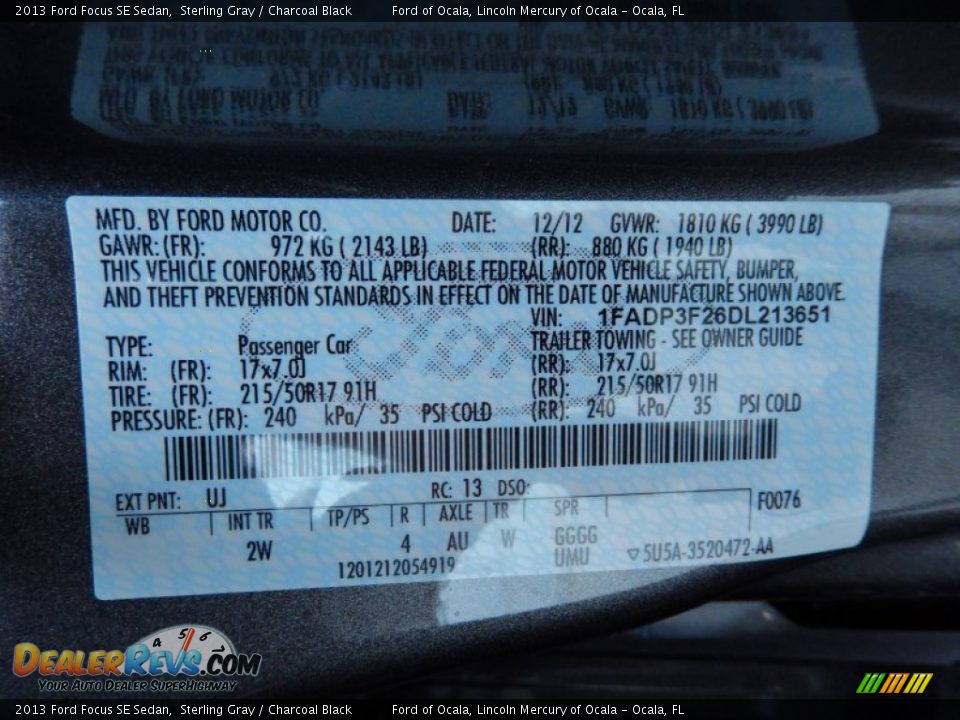 2013 Ford Focus SE Sedan, Sterling Gray / Charcoal Black Ford of Ocala, Lincoln Mercury of Ocala - Ocala, FL
MFD. BY FORD MOTOR CO. DATE: 12/12 GVWR: 1810 KG ( 3990 LB)
GAWR: (FR): 972 KG ( 2143 LB) (RR): 880 KG ( 1940 LB)
THIS VEHICLE CONFORMS TO ALL APPLICABLE FEDERAL MOTOR VEHICLE SAFETY, BUMPER,
AND THEFT PREVENTION STANDARDS IN EFFECT ON THE DATE OF MANUFACTURE SHOWN ABOVE.
VIN: 1FADP3F26DL213651
TYPE: Passenger Car TRAILER TOWING - SEE OWNER GUIDE
RIM: (FR): 17x7.0J (RR): 17x7.0J
TIRE: (FR): 215/50R17 91H (RR): 215/50R17 91H
PRESSURE: (FR): 240 kPa/ 35 PSI COLD (RR): 240 kPa/ 35 PSI COLD
EXT PNT: UJ RC: 13 DSO: F0076
WB INT TR TP/PS R AXLE TR SPR
2W 4 AU W GGGG
UMU
1201212054919 ▽5U5A-3520472-AA
4 5 6
DEALERREVS.COM
YOUR AUTO DEALER SUPERHIGHWAY
2013 Ford Focus SE Sedan, Sterling Gray / Charcoal Black Ford of Ocala, Lincoln Mercury of Ocala - Ocala, FL